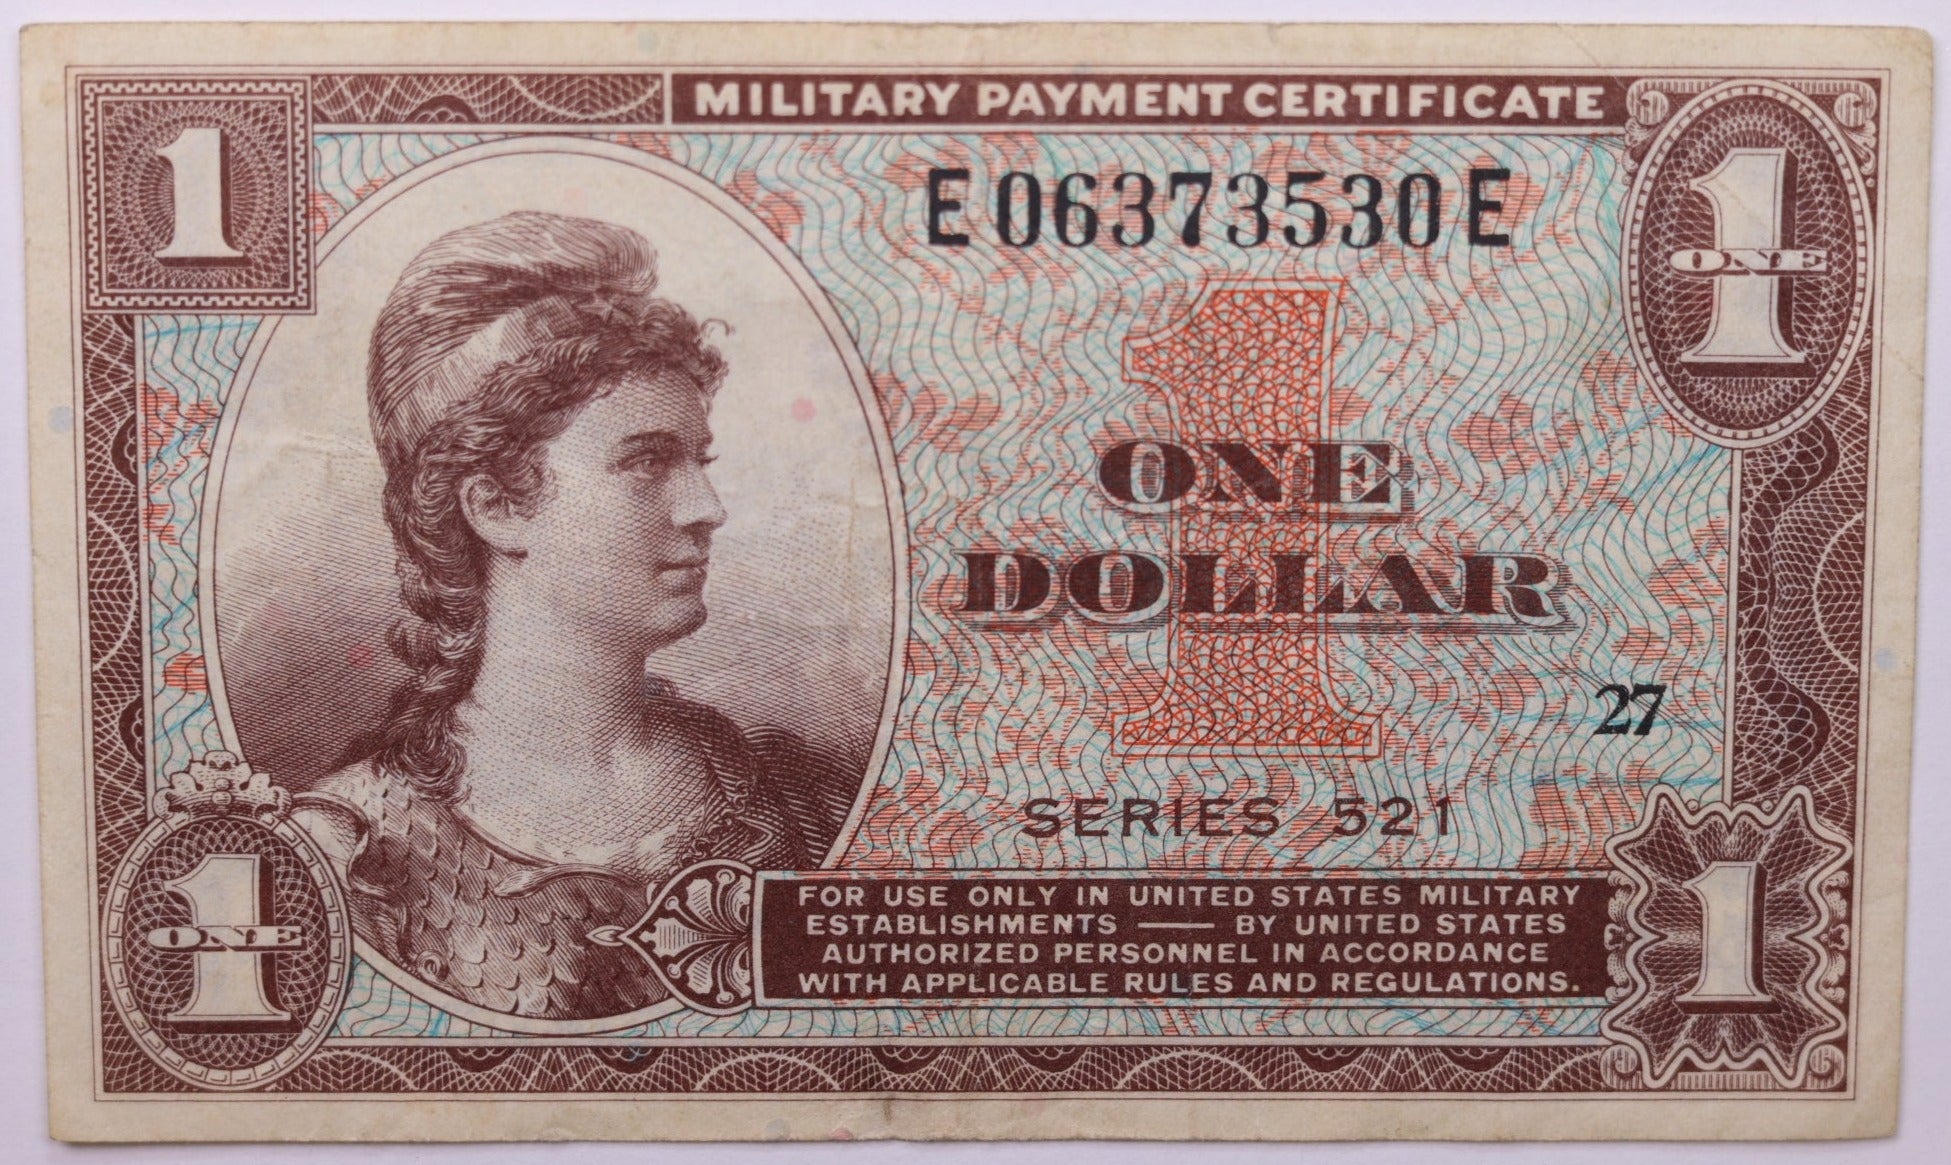 1
MILITARY PAYMENT CERTIFICATE
1
ONE
E06373530E
1
ONE
DOLLAR
27
SERIES 521
1
ONE
FOR USE ONLY IN UNITED STATES MILITARY
ESTABLISHMENTS — BY UNITED STATES
AUTHORIZED PERSONNEL IN ACCORDANCE
WITH APPLICABLE RULES AND REGULATIONS.
1